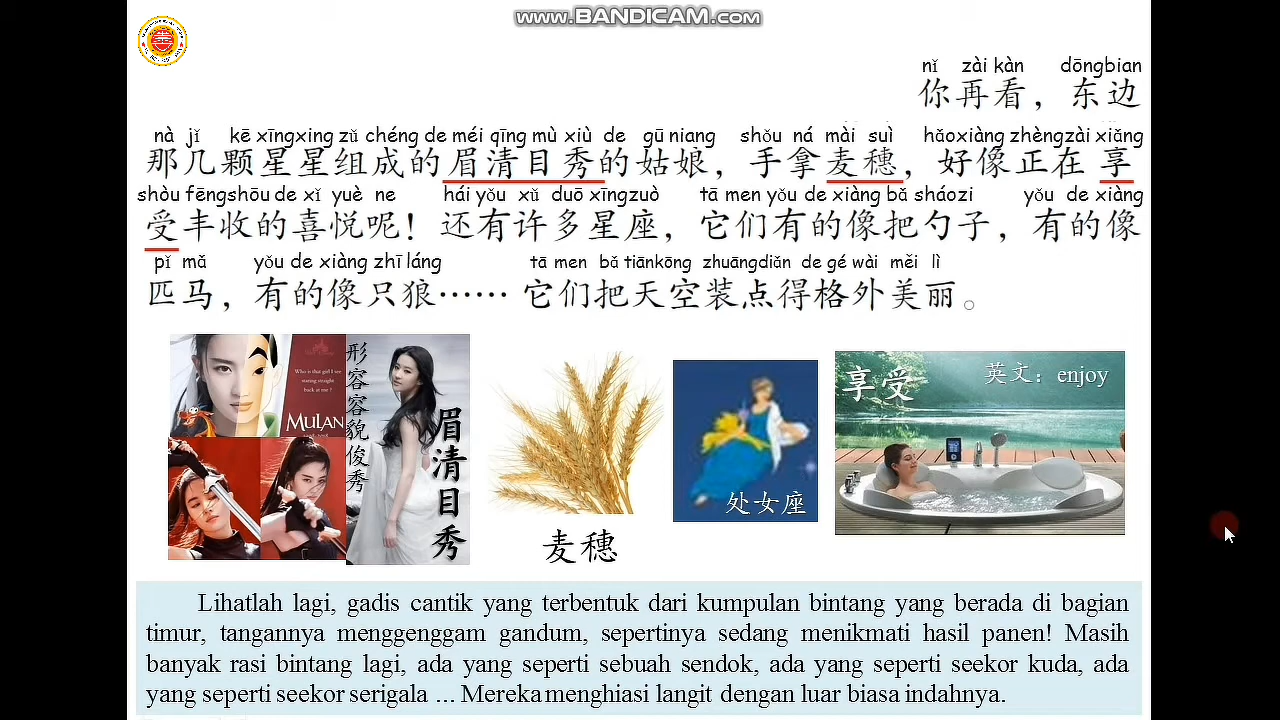 www.BANDICAM.com
nǐ zài kàn dōngbian
你再看，东边
nà jǐ kē xīngxing zǔ chéng de méi qīng mù xiù de gū niang shǒu ná mài suì hǎoxiàng zhèngzài xiǎng
那几颗星星组成的眉清目秀的姑娘，手拿麦穗，好像正在享
shòu fēngshōu de xǐ yuè ne hái yǒu xǔ duō xīngzuò tā men yǒu de xiàng bǎ sháozi yǒu de xiàng
受丰收的喜悦呢！还有许多星座，它们有的像把勺子，有的像
pǐ mǎ yǒu de xiàng zhī láng tā men bǎ tiānkōng zhuāngdiǎn de gé wài měi lì
匹马，有的像只狼…… 它们把天空装点得格外美丽。
Who is that girl I see
staring straight
back at me ?
MULAN
形容容貌俊秀
眉清目秀
麦穗
处女座
享受
英文：enjoy
Lihatlah lagi, gadis cantik yang terbentuk dari kumpulan bintang yang berada di bagian
timur, tangannya menggenggam gandum, sepertinya sedang menikmati hasil panen! Masih
banyak rasi bintang lagi, ada yang seperti sebuah sendok, ada yang seperti seekor kuda, ada
yang seperti seekor serigala ... Mereka menghiasi langit dengan luar biasa indahnya.